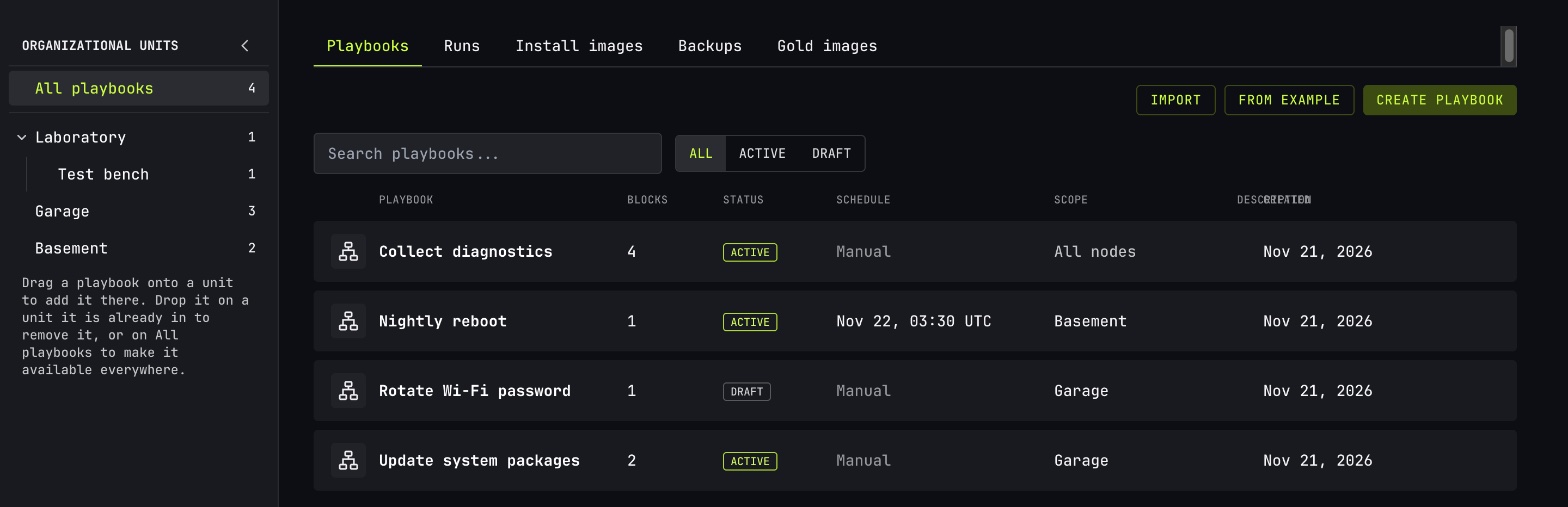 ORGANIZATIONAL UNITS
All playbooks 4
Laboratory 1
Test bench 1
Garage 3
Basement 2
Drag a playbook onto a unit
to add it there. Drop it on a
unit it is already in to
remove it, or on All
playbooks to make it
available everywhere.
Playbooks Runs Install images Backups Gold images
IMPORT FROM EXAMPLE CREATE PLAYBOOK
Search playbooks... ALL ACTIVE DRAFT
PLAYBOOK BLOCKS STATUS SCHEDULE SCOPE
Collect diagnostics 4 ACTIVE Manual All nodes Nov 21, 2026
Nightly reboot 1 ACTIVE Nov 22, 03:30 UTC Basement Nov 21, 2026
Rotate Wi-Fi password 1 DRAFT Manual Garage Nov 21, 2026
Update system packages 2 ACTIVE Manual Garage Nov 21, 2026